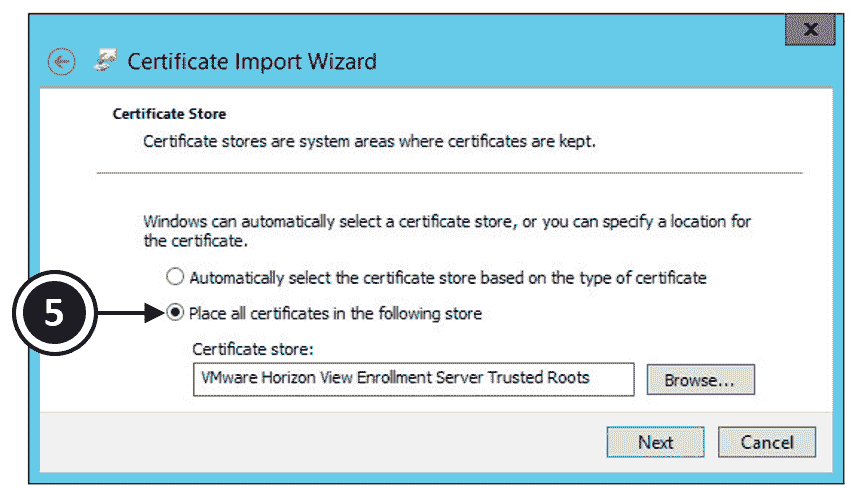 x
Certificate Import Wizard
Certificate Store
Certificate stores are system areas where certificates are kept.
Windows can automatically select a certificate store, or you can specify a location for
the certificate.
Automatically select the certificate store based on the type of certificate
5
Place all certificates in the following store
Certificate store:
VMware Horizon View Enrollment Server Trusted Roots
Browse...
Next
Cancel